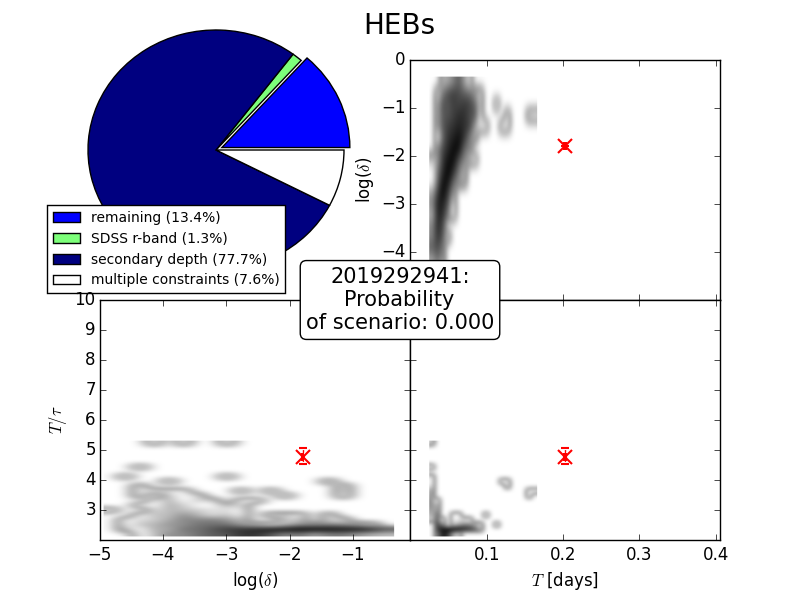 HEBs
remaining (13.4%)
SDSS r-band (1.3%)
secondary depth (77.7%)
multiple constraints (7.6%)
0
−1
−2
−3
−4
log(δ)
2019292941:
Probability
of scenario: 0.000
10
9
8
7
6
5
4
3
T/τ
−5 −4 −3 −2 −1
log(δ)
0.1 0.2 0.3 0.4
T [days]